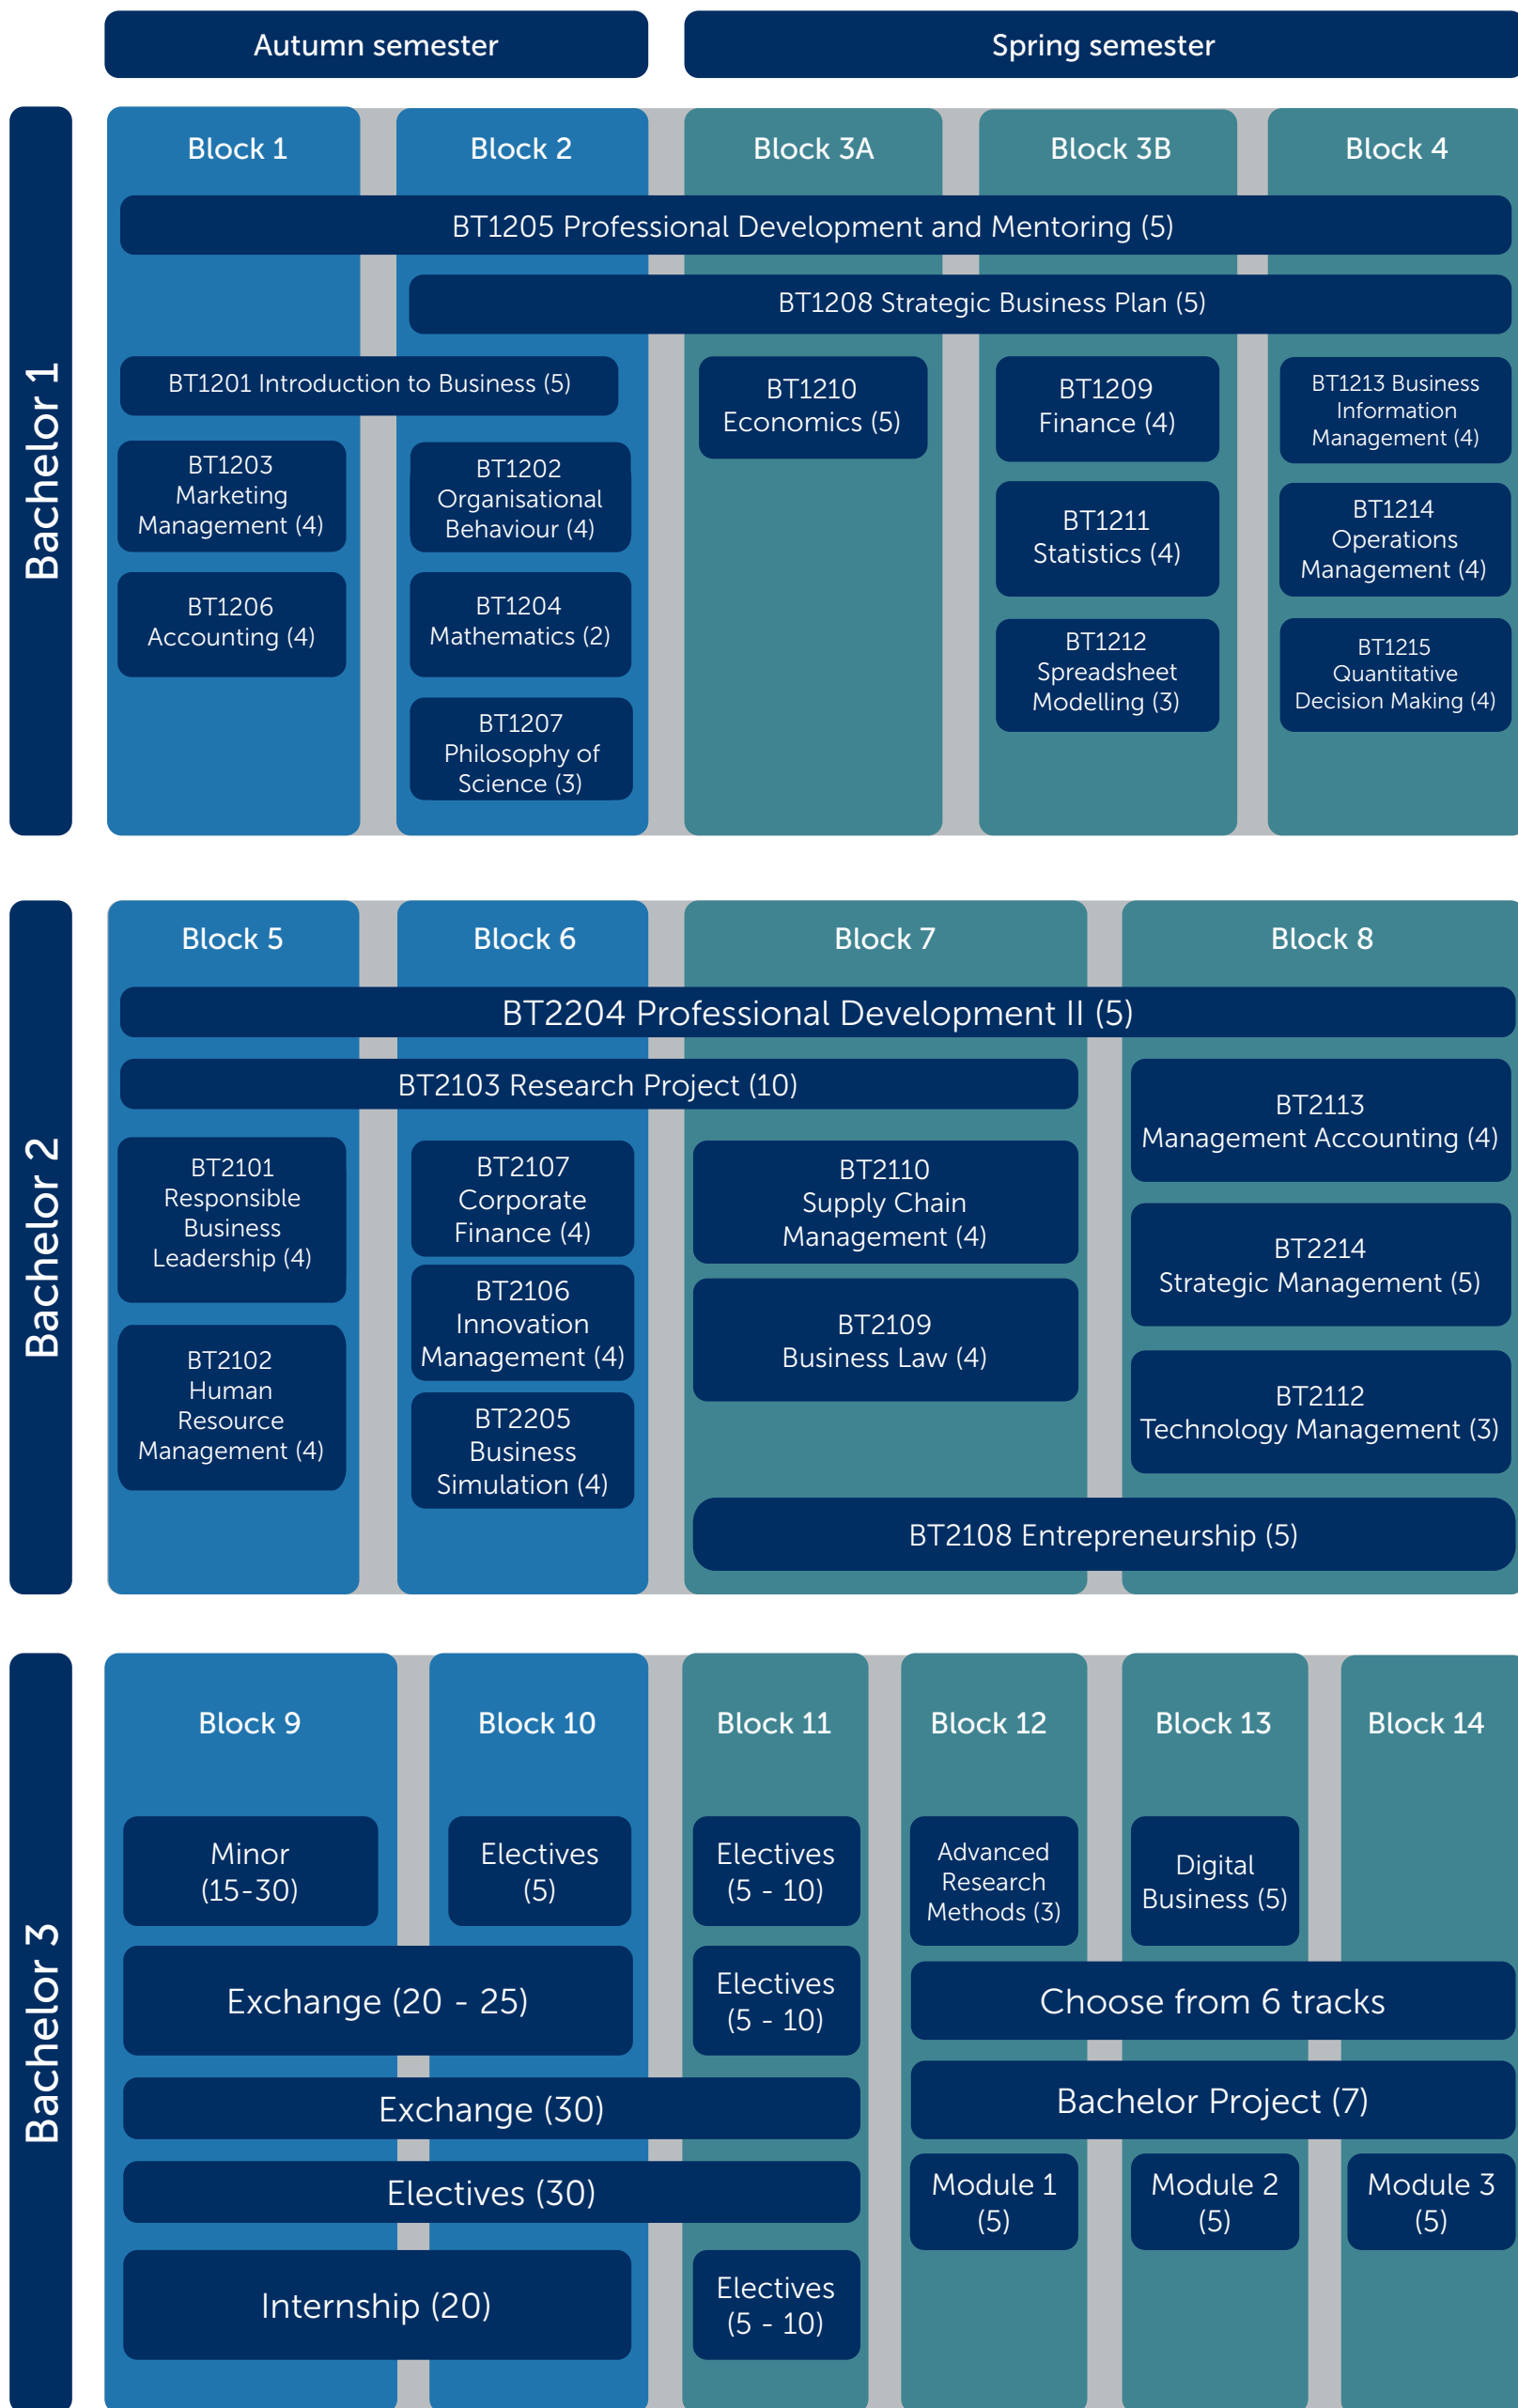 Autumn semester
Spring semester
Bachelor 1
Block 1
Block 2
Block 3A
Block 3B
Block 4
BT1205 Professional Development and Mentoring (5)
BT1208 Strategic Business Plan (5)
BT1201 Introduction to Business (5)
BT1203
Marketing
Management (4)
BT1206
Accounting (4)
BT1202
Organisational
Behaviour (4)
BT1204
Mathematics (2)
BT1207
Philosophy of
Science (3)
BT1210
Economics (5)
BT1209
Finance (4)
BT1211
Statistics (4)
BT1212
Spreadsheet
Modelling (3)
BT1213 Business
Information
Management (4)
BT1214
Operations
Management (4)
BT1215
Quantitative
Decision Making (4)
Bachelor 2
Block 5
Block 6
Block 7
Block 8
BT2204 Professional Development II (5)
BT2103 Research Project (10)
BT2101
Responsible
Business
Leadership (4)
BT2102
Human
Resource
Management (4)
BT2107
Corporate
Finance (4)
BT2106
Innovation
Management (4)
BT2205
Business
Simulation (4)
BT2110
Supply Chain
Management (4)
BT2109
Business Law (4)
BT2113
Management Accounting (4)
BT2214
Strategic Management (5)
BT2112
Technology Management (3)
BT2108 Entrepreneurship (5)
Bachelor 3
Block 9
Block 10
Block 11
Block 12
Block 13
Block 14
Minor
(15-30)
Electives
(5)
Electives
(5 - 10)
Advanced
Research
Methods (3)
Digital
Business (5)
Exchange (20 - 25)
Electives
(5 - 10)
Choose from 6 tracks
Exchange (30)
Bachelor Project (7)
Electives (30)
Module 1
(5)
Module 2
(5)
Module 3
(5)
Internship (20)
Electives
(5 - 10)